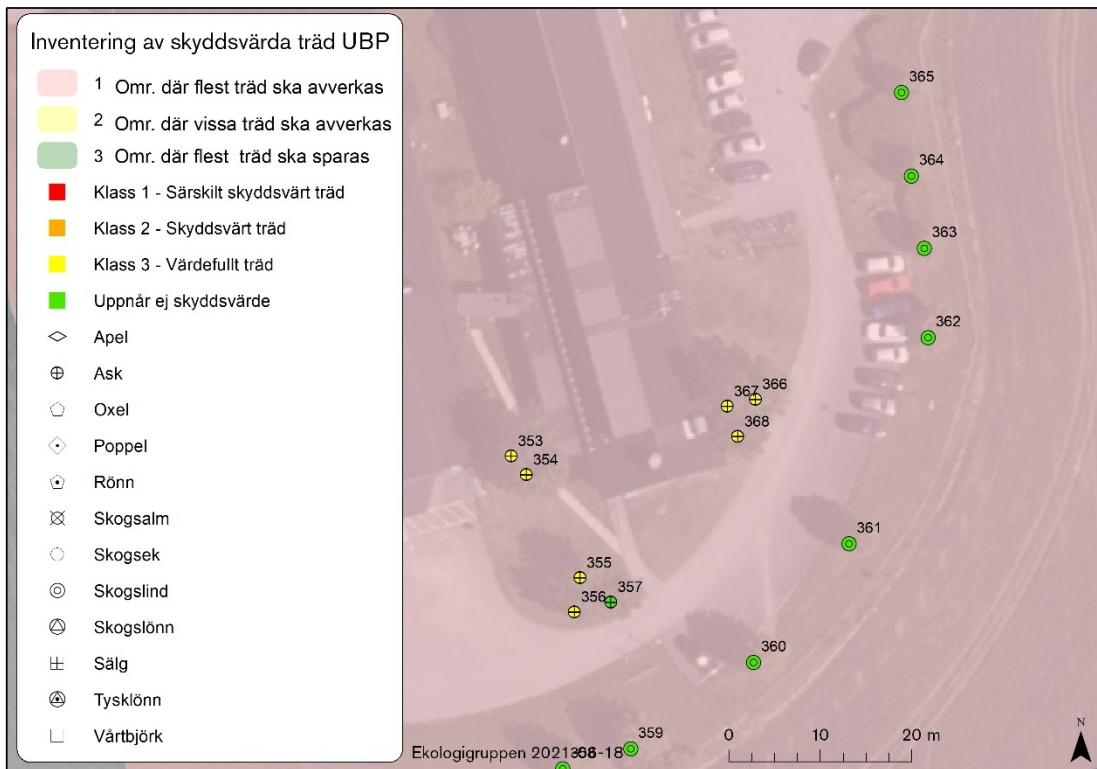 Inventering av skyddsvärda träd UBP
1 Omr. där flest träd ska avverkas
2 Omr. där vissa träd ska avverkas
3 Omr. där flest träd ska sparas
Klass 1 - Särskilt skyddsvärt träd
Klass 2 - Skyddsvärt träd
Klass 3 - Värdefullt träd
Uppnår ej skyddsvärde
Apel
Ask
Oxel
Poppel
Rönn
Skogsalm
Skogsek
Skogslind
Skogslönn
Sälg
Tysklönn
Vårtbjörk
365
364
363
362
366
367
368
353
354
361
355
357
356
360
359
Ekologigruppen
0 10 20 m
N